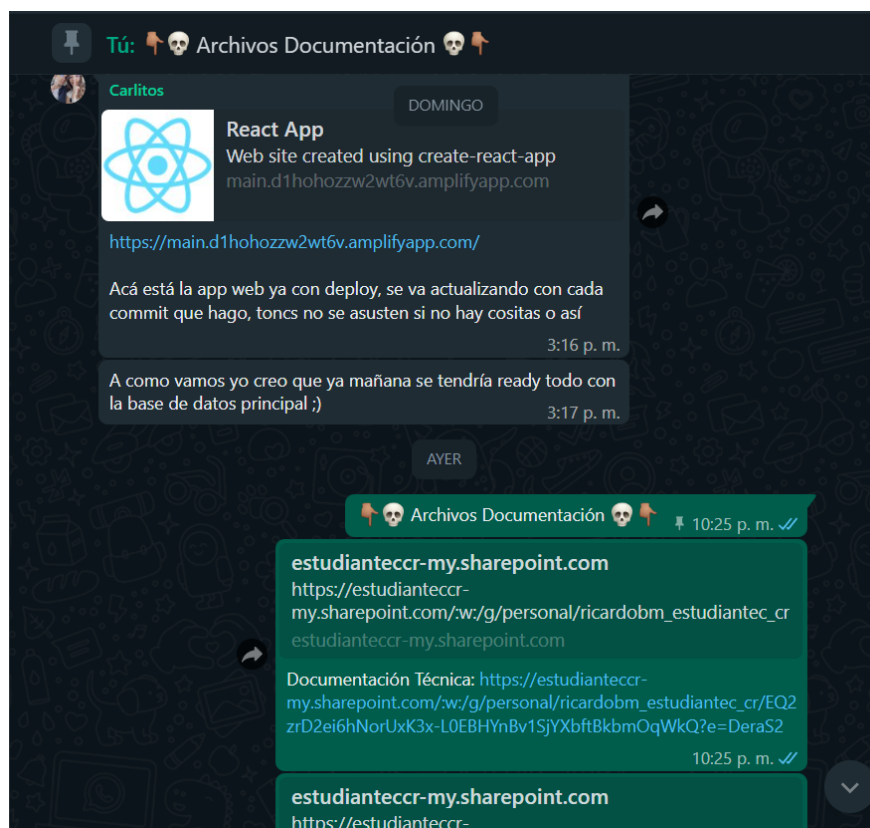 Tú: 👇🏽💀 Archivos Documentación 💀👇🏽
Carlitos
DOMINGO
React App
Web site created using create-react-app
main.d1hohozzw2wt6v.amplifyapp.com
https://main.d1hohozzw2wt6v.amplifyapp.com/
Acá está la app web ya con deploy, se va actualizando con cada
commit que hago, toncs no se asusten si no hay cositas o así
3:16 p. m.
A como vamos yo creo que ya mañana se tendría ready todo con
la base de datos principal ;)
3:17 p. m.
AYER
👇🏽💀 Archivos Documentación 💀👇🏽
10:25 p. m.
estudianteccr-my.sharepoint.com
https://estudianteccr-
my.sharepoint.com/:w:/g/personal/ricardobm_estudiantec_cr
estudianteccr-my.sharepoint.com
Documentación Técnica: https://estudianteccr-
my.sharepoint.com/:w:/g/personal/ricardobm_estudiantec_cr/EQ2
zrD2ei6hNorUxK3x-L0EBHYnBv1SjYXbftBkbmOqWkQ?e=DeraS2
10:25 p. m.
estudianteccr-my.sharepoint.com
https://estudianteccr-